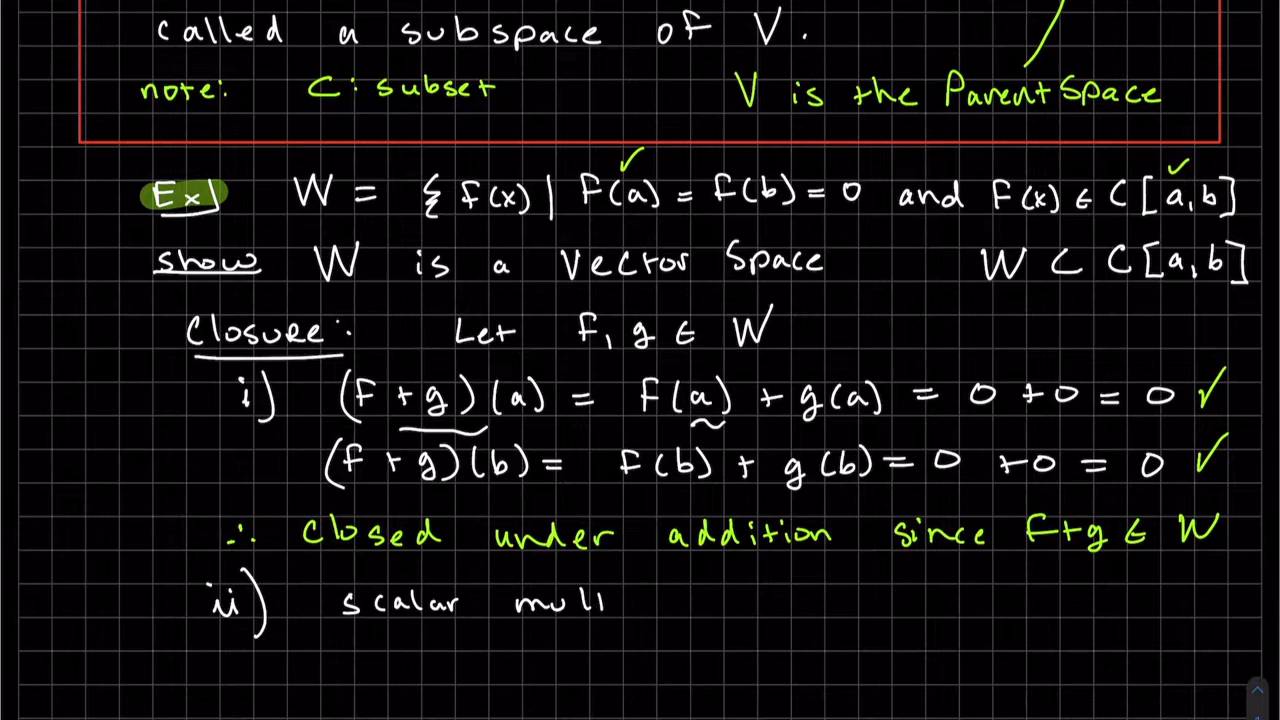 called a subspace of V.
note: ⊂ : subset V is the Parent Space
Ex] W = { f(x) | f(a) = f(b) = 0 and f(x) ∈ C[a,b]
show W is a Vector Space W ⊂ C[a,b]
Closure: Let f, g ∈ W
i) (f + g)(a) = f(a) + g(a) = 0 + 0 = 0 ✓
(f + g)(b) = f(b) + g(b) = 0 + 0 = 0 ✓
∴ closed under addition since f+g ∈ W
ii) scalar mul